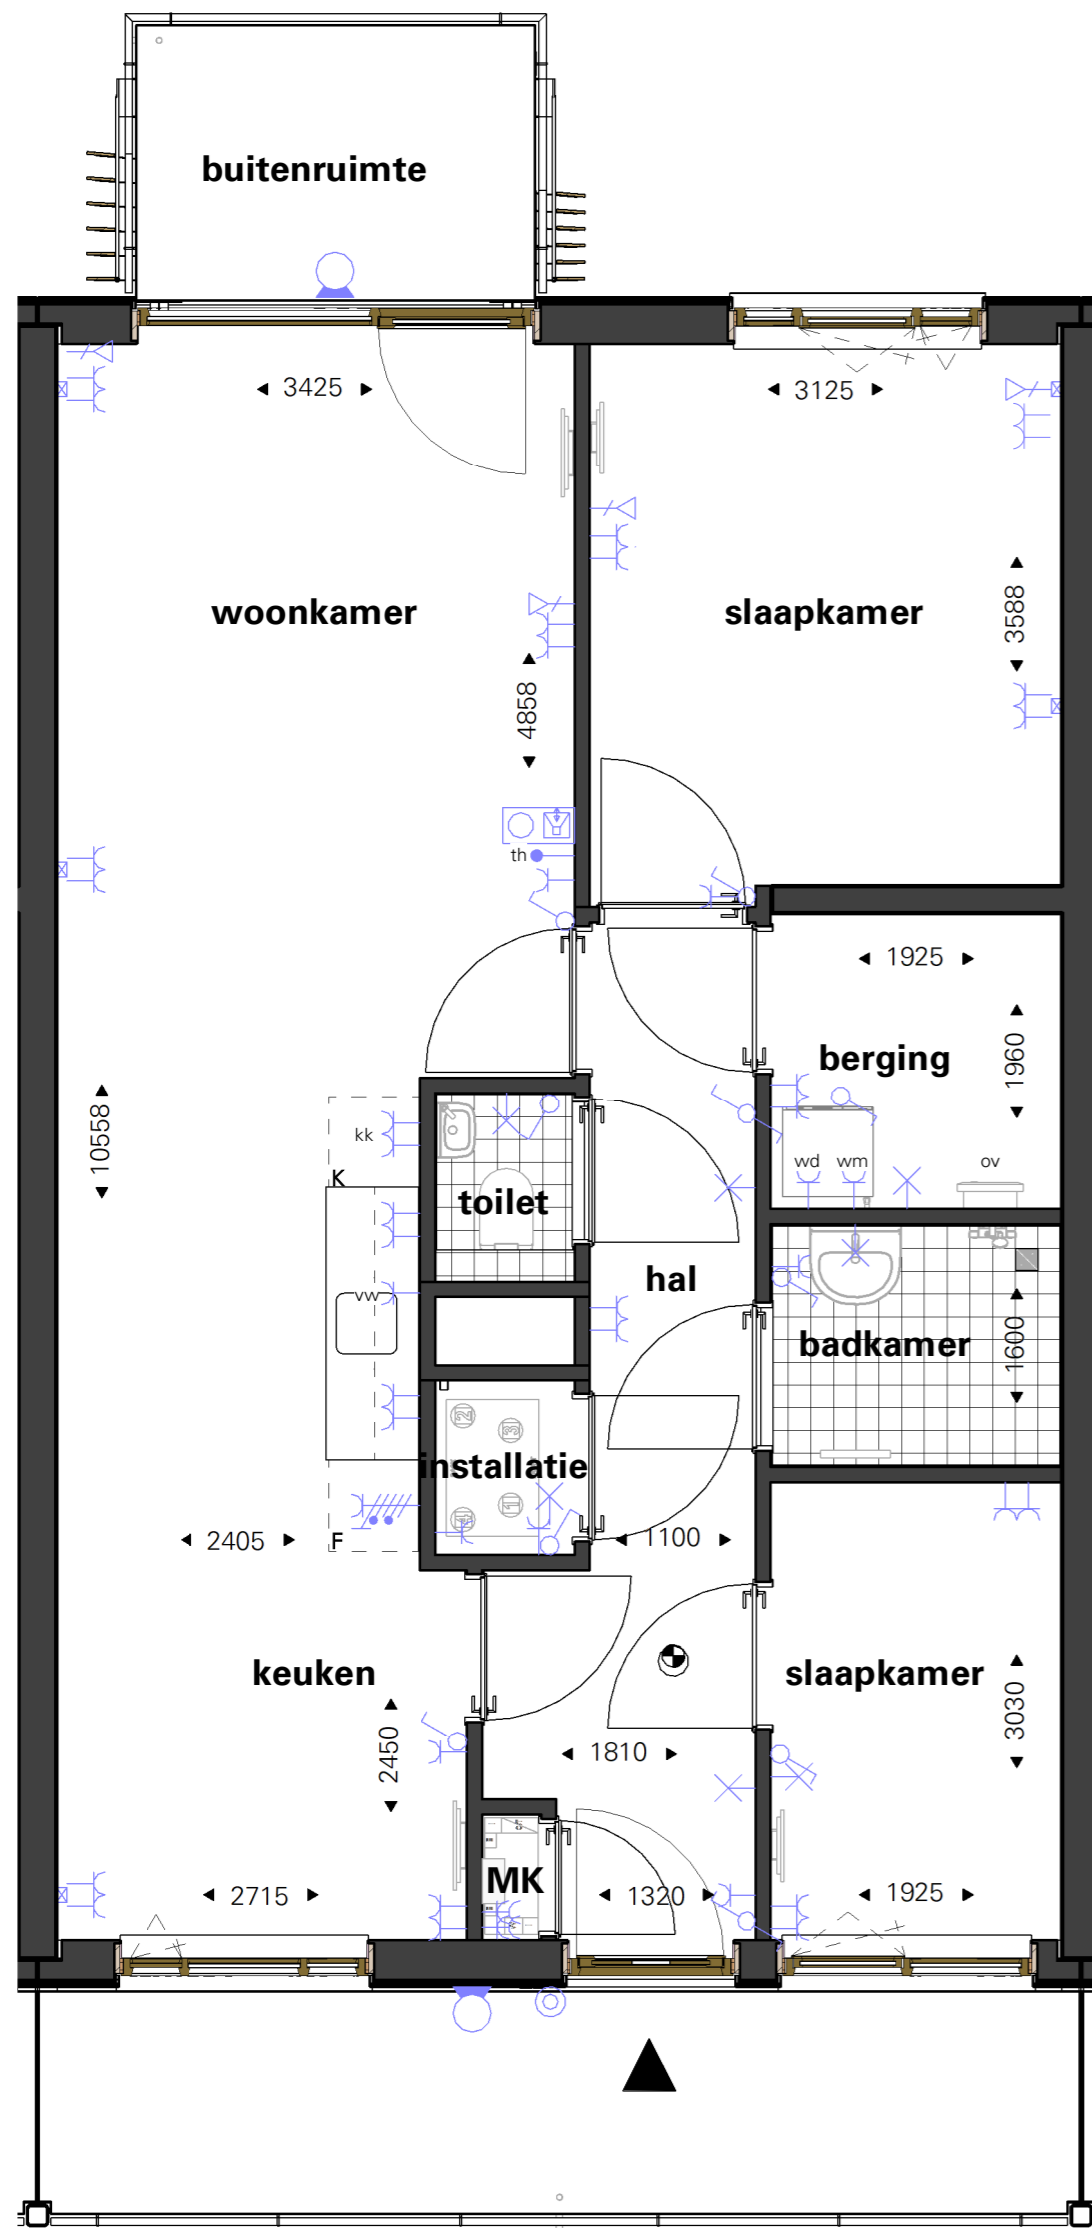 buitenruimte
3425
3125
woonkamer
slaapkamer
3588
4858
th
1925
berging
1960
10558
kk
K
toilet
wd
wm
ov
hal
vw
badkamer
1600
installatie
F
2405
1100
keuken
slaapkamer
3030
2450
1810
MK
2715
1320
1925